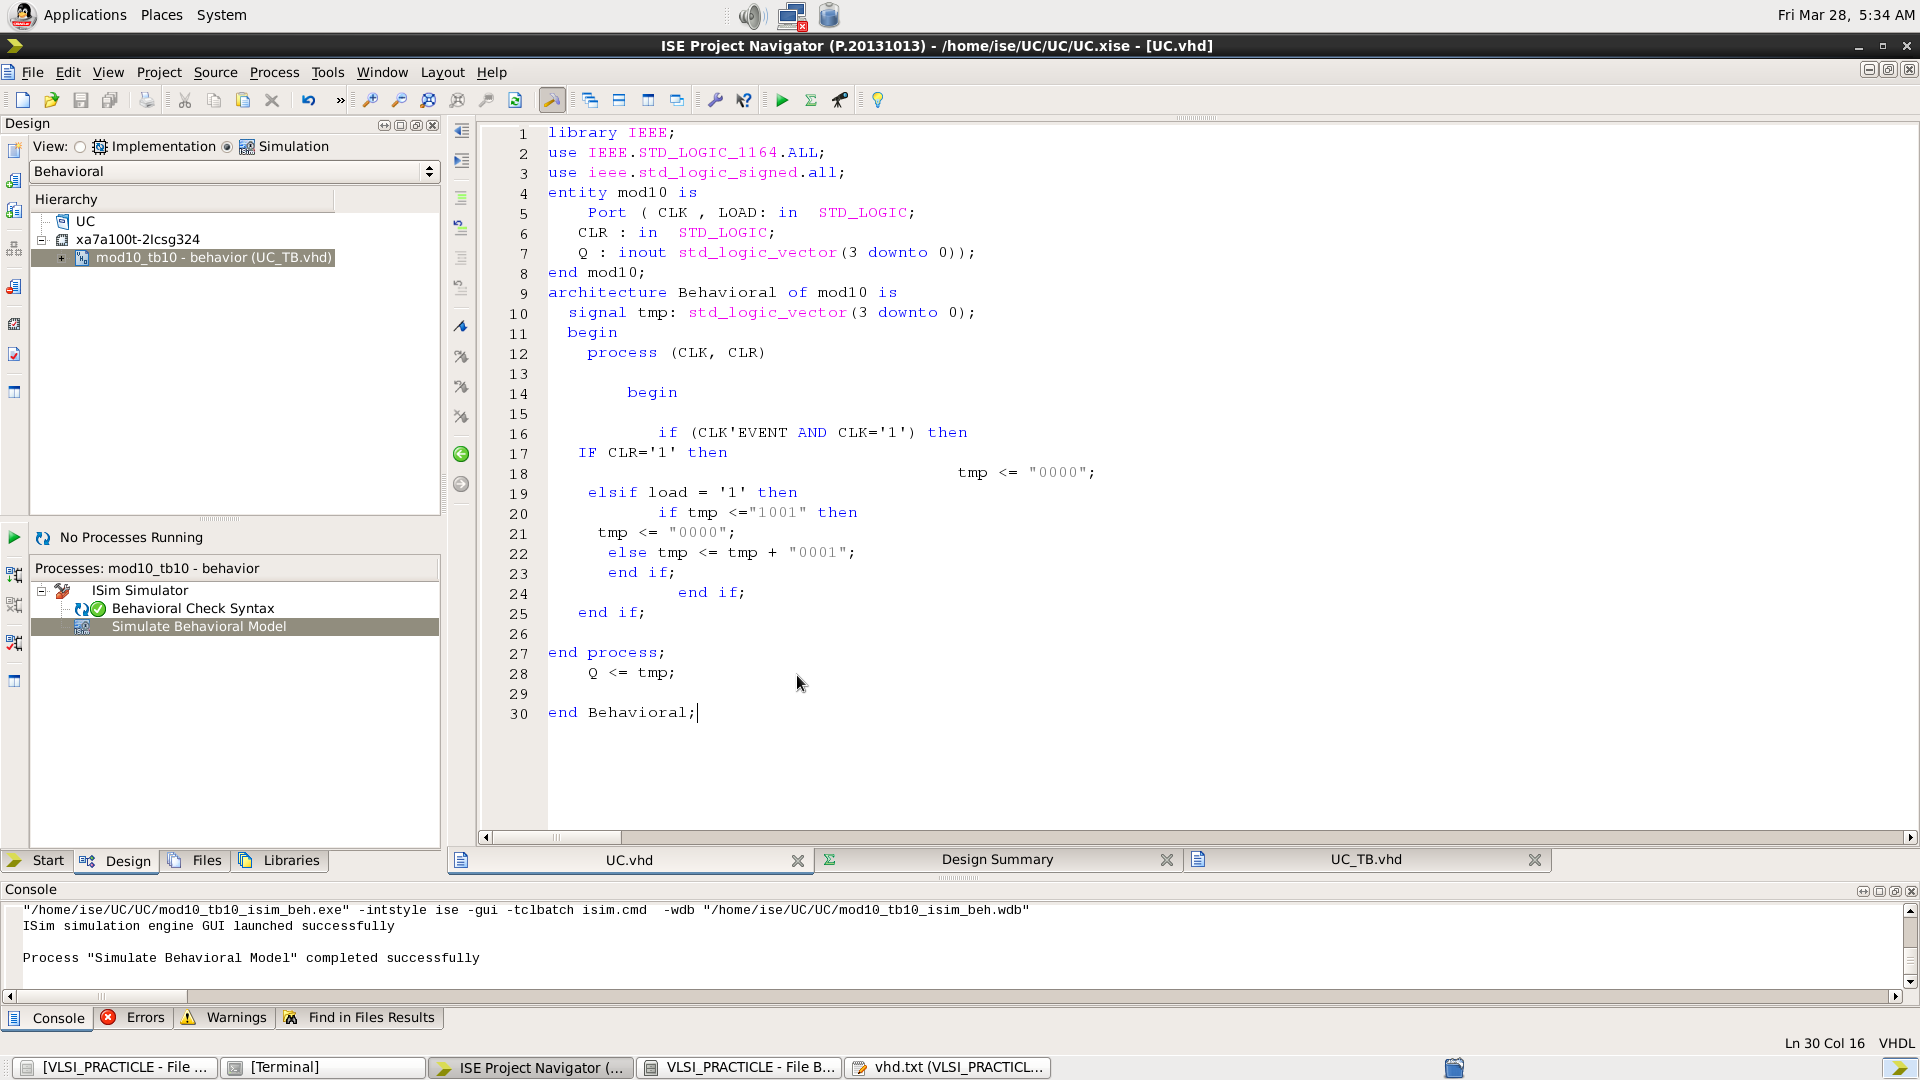 Applications Places System
Fri Mar 28, 5:34 AM
ISE Project Navigator (P.20131013) - /home/ise/UC/UC/UC.xise - [UC.vhd]
File Edit View Project Source Process Tools Window Layout Help
»
Design
View: Implementation Simulation
Behavioral
Hierarchy
UC
xa7a100t-2Icsg324
mod10_tb10 - behavior (UC_TB.vhd)
No Processes Running
Processes: mod10_tb10 - behavior
ISim Simulator
Behavioral Check Syntax
Simulate Behavioral Model
Start Design Files Libraries
1 library IEEE;
2 use IEEE.STD_LOGIC_1164.ALL;
3 use ieee.std_logic_signed.all;
4 entity mod10 is
5 Port ( CLK , LOAD: in STD_LOGIC;
6 CLR : in STD_LOGIC;
7 Q : inout std_logic_vector(3 downto 0));
8 end mod10;
9 architecture Behavioral of mod10 is
10 signal tmp: std_logic_vector(3 downto 0);
11 begin
12 process (CLK, CLR)
13
14 begin
15
16 if (CLK'EVENT AND CLK='1') then
17 IF CLR='1' then
18 tmp <= "0000";
19 elsif load = '1' then
20 if tmp <="1001" then
21 tmp <= "0000";
22 else tmp <= tmp + "0001";
23 end if;
24 end if;
25 end if;
26
27 end process;
28 Q <= tmp;
29
30 end Behavioral;
UC.vhd Design Summary UC_TB.vhd
Console
"/home/ise/UC/UC/mod10_tb10_isim_beh.exe" -intstyle ise -gui -tclbatch isim.cmd -wdb "/home/ise/UC/UC/mod10_tb10_isim_beh.wdb"
ISim simulation engine GUI launched successfully
Process "Simulate Behavioral Model" completed successfully
Console Errors Warnings Find in Files Results
Ln 30 Col 16 VHDL
[VLSI_PRACTICLE - File ... [Terminal] ISE Project Navigator (... VLSI_PRACTICLE - File B... vhd.txt (VLSI_PRACTICL...